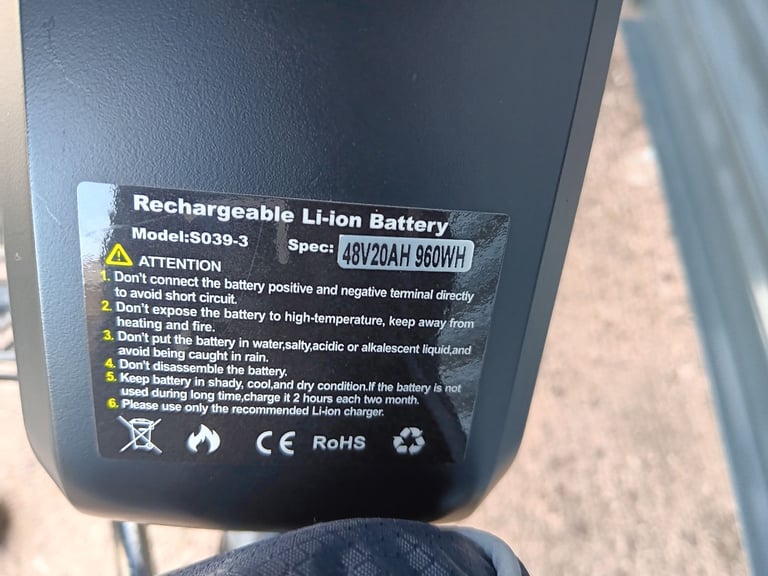 Rechargeable Li-ion Battery
Model:S039-3 Spec: 48V20AH 960WH
ATTENTION
1. Don't connect the battery positive and negative terminal directly
to avoid short circuit.
2. Don't expose the battery to high-temperature, keep away from
heating and fire.
3. Don't put the battery in water,salty,acidic or alkalescent liquid,and
avoid being caught in rain.
4. Don't disassemble the battery.
5. Keep battery in shady, cool,and dry condition.If the battery is not
used during long time,charge it 2 hours each two month.
6. Please use only the recommended Li-ion charger.
CE RoHS